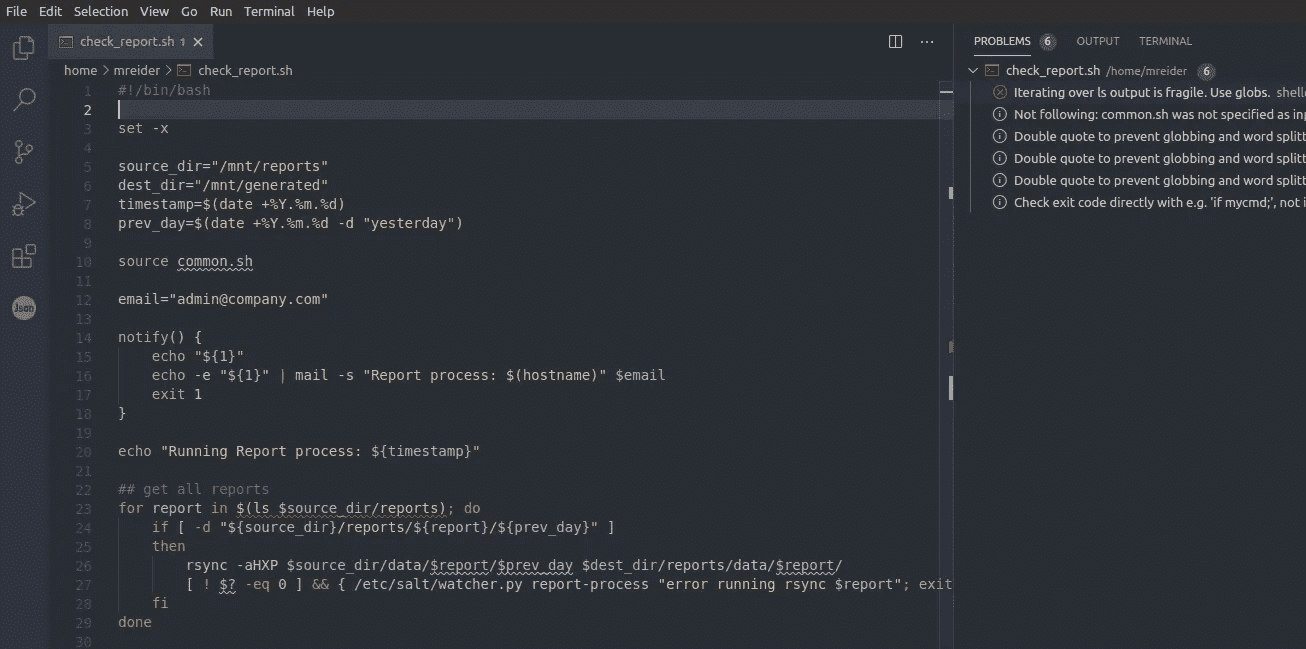 File Edit Selection View Go Run Terminal Help
check_report.sh 1
home > mreider > check_report.sh
1 #!/bin/bash
2
3 set -x
4
5 source_dir="/mnt/reports"
6 dest_dir="/mnt/generated"
7 timestamp=$(date +%Y.%m.%d)
8 prev_day=$(date +%Y.%m.%d -d "yesterday")
9
10 source common.sh
11
12 email="admin@company.com"
13
14 notify() {
15 echo "${1}"
16 echo -e "${1}" | mail -s "Report process: $(hostname)" $email
17 exit 1
18 }
19
20 echo "Running Report process: ${timestamp}"
21
22 ## get all reports
23 for report in $(ls $source_dir/reports); do
24 if [ -d "${source_dir}/reports/${report}/${prev_day}" ]
25 then
26 rsync -aHXP $source_dir/data/$report/$prev_day $dest_dir/reports/data/$report/
27 [ ! $? -eq 0 ] && { /etc/salt/watcher.py report-process "error running rsync $report"; exit
28 fi
29 done
30
Json
PROBLEMS 6 OUTPUT TERMINAL
check_report.sh /home/mreider 6
Iterating over ls output is fragile. Use globs. shell
Not following: common.sh was not specified as in
Double quote to prevent globbing and word splitt
Double quote to prevent globbing and word splitt
Double quote to prevent globbing and word splitt
Check exit code directly with e.g. 'if mycmd;', not i